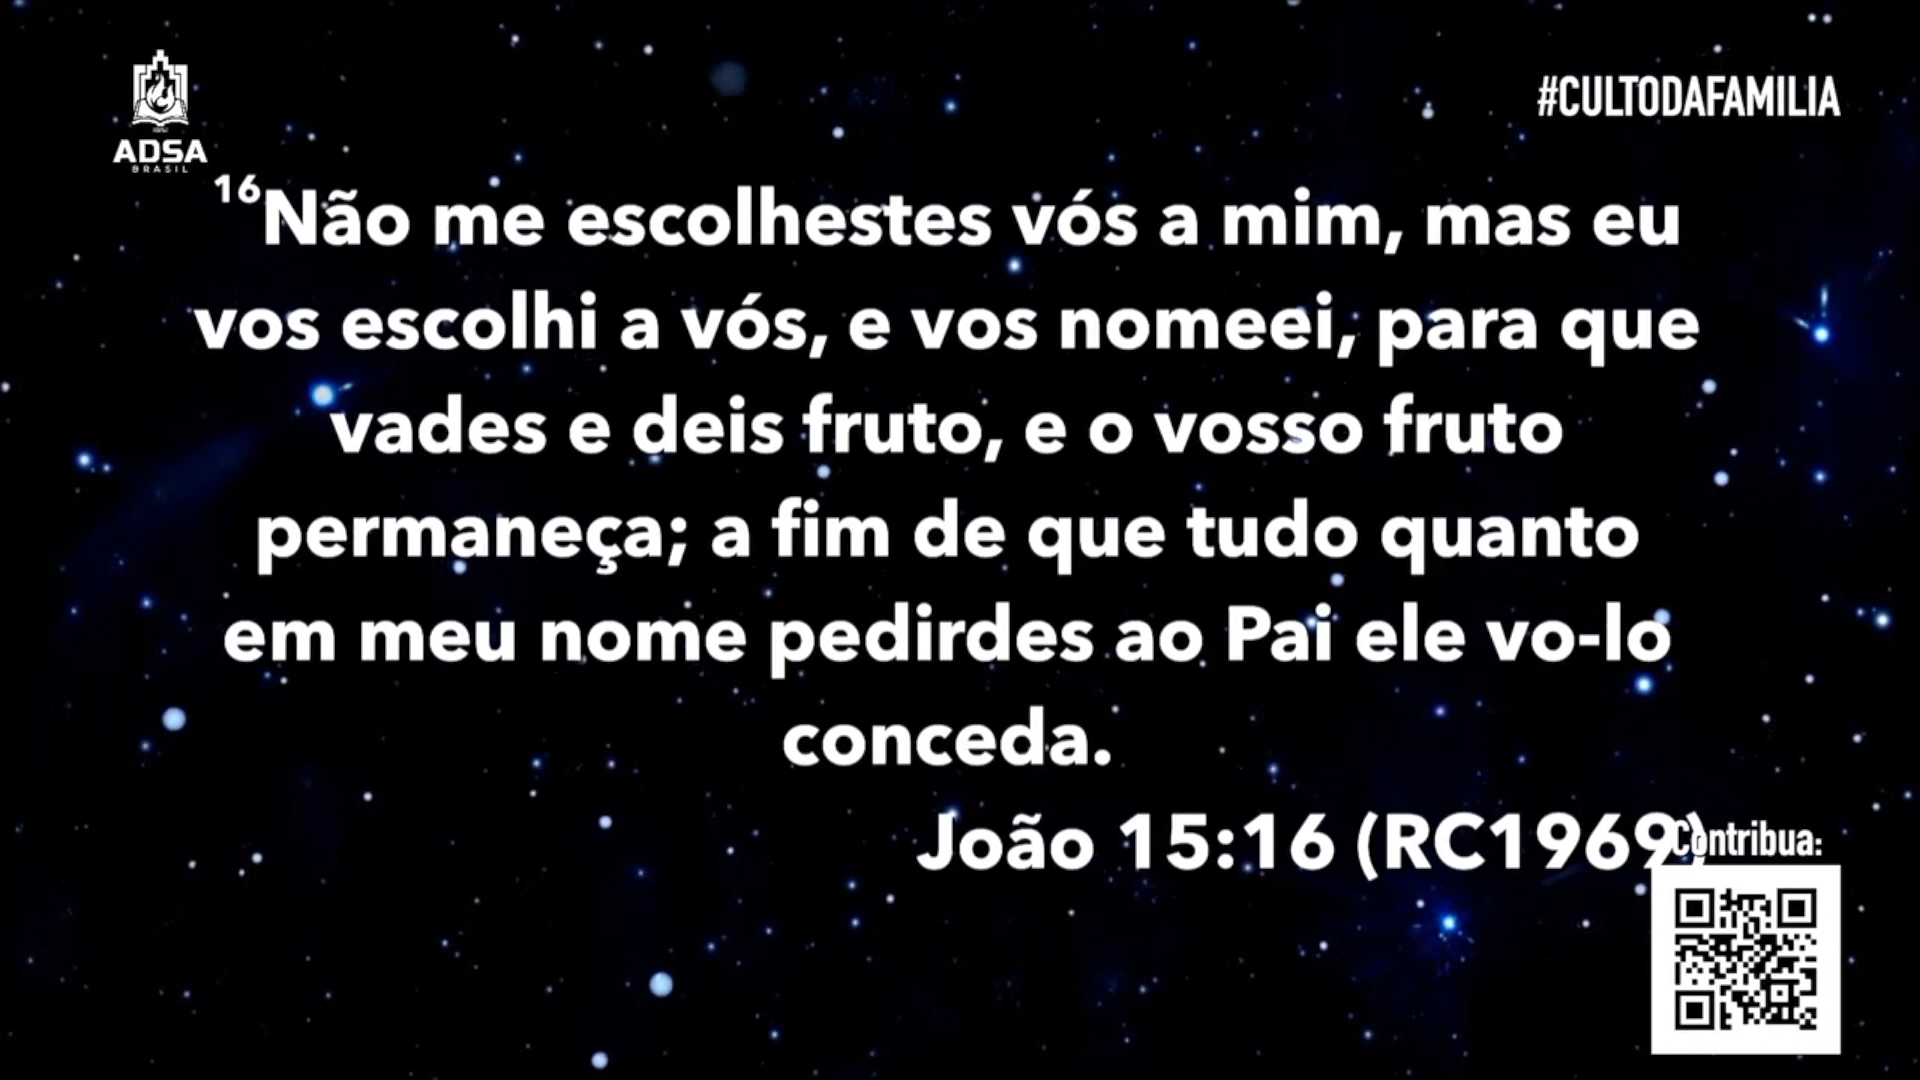 ADSA
BRASIL
#CULTODAFAMILIA
16Não me escolhestes vós a mim, mas eu
vos escolhi a vós, e vos nomeei, para que
vades e deis fruto, e o vosso fruto
permaneça; a fim de que tudo quanto
em meu nome pedirdes ao Pai ele vo-lo
conceda.
João 15:16 (RC1969)
Contribua: